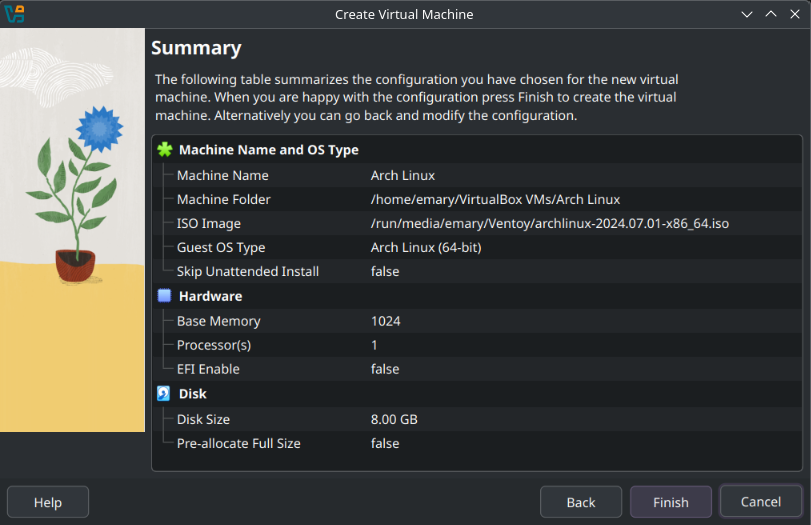 Create Virtual Machine
Summary
The following table summarizes the configuration you have chosen for the new virtual
machine. When you are happy with the configuration press Finish to create the virtual
machine. Alternatively you can go back and modify the configuration.
Machine Name and OS Type
Machine Name Arch Linux
Machine Folder /home/emary/VirtualBox VMs/Arch Linux
ISO Image /run/media/emary/Ventoy/archlinux-2024.07.01-x86_64.iso
Guest OS Type Arch Linux (64-bit)
Skip Unattended Install false
Hardware
Base Memory 1024
Processor(s) 1
EFI Enable false
Disk
Disk Size 8.00 GB
Pre-allocate Full Size false
Help Back Finish Cancel